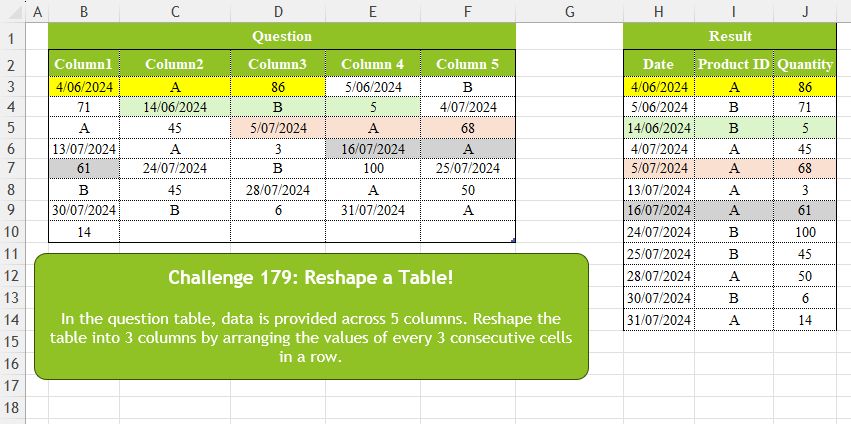 A B C D E F G H I J
1 Question Result
2 Column1 Column2 Column3 Column 4 Column 5 Date Product ID Quantity
3 4/06/2024 A 86 5/06/2024 B 4/06/2024 A 86
4 71 14/06/2024 B 5 4/07/2024 5/06/2024 B 71
5 A 45 5/07/2024 A 68 14/06/2024 B 5
6 13/07/2024 A 3 16/07/2024 A 4/07/2024 A 45
7 61 24/07/2024 B 100 25/07/2024 5/07/2024 A 68
8 B 45 28/07/2024 A 50 13/07/2024 A 3
9 30/07/2024 B 6 31/07/2024 A 16/07/2024 A 61
10 14 24/07/2024 B 100
11 25/07/2024 B 45
12 28/07/2024 A 50
13 30/07/2024 B 6
14 31/07/2024 A 14
15
16
17
18
Challenge 179: Reshape a Table!
In the question table, data is provided across 5 columns. Reshape the
table into 3 columns by arranging the values of every 3 consecutive cells
in a row.